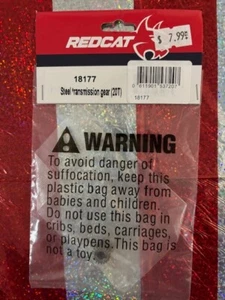 REDCAT
$ 7.99
18177
Steel transmission gear (20T)
18177
WARNING
To avoid danger of
suffocation, keep this
plastic bag away from
babies and children.
Do not use this bag in
cribs, beds, carriages,
or playpens. This bag is
not a toy.